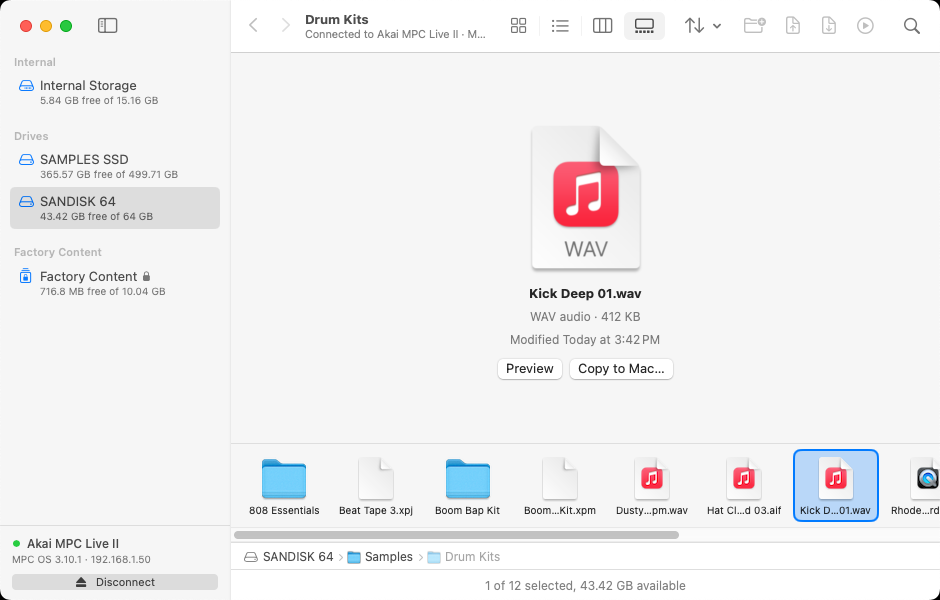 Drum Kits
Connected to Akai MPC Live II · M...
Internal
Internal Storage
5.84 GB free of 15.16 GB
Drives
SAMPLES SSD
365.57 GB free of 499.71 GB
SANDISK 64
43.42 GB free of 64 GB
Factory Content
Factory Content
716.8 MB free of 10.04 GB
WAV
Kick Deep 01.wav
WAV audio · 412 KB
Modified Today at 3:42 PM
Preview
Copy to Mac...
808 Essentials
Beat Tape 3.xpj
Boom Bap Kit
Boom...Kit.xpm
Dusty...pm.wav
Hat Cl...d 03.aif
Kick D...01.wav
Rhode...rd
SANDISK 64 › Samples › Drum Kits
1 of 12 selected, 43.42 GB available
Akai MPC Live II
MPC OS 3.10.1 · 192.168.1.50
Disconnect